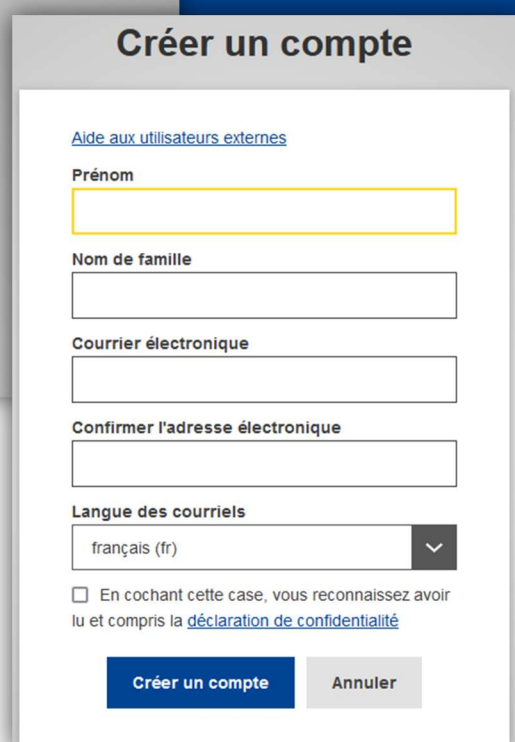 Créer un compte
Aide aux utilisateurs externes
Prénom
Nom de famille
Courrier électronique
Confirmer l'adresse électronique
Langue des courriels
français (fr)
En cochant cette case, vous reconnaissez avoir
lu et compris la déclaration de confidentialité
Créer un compte Annuler